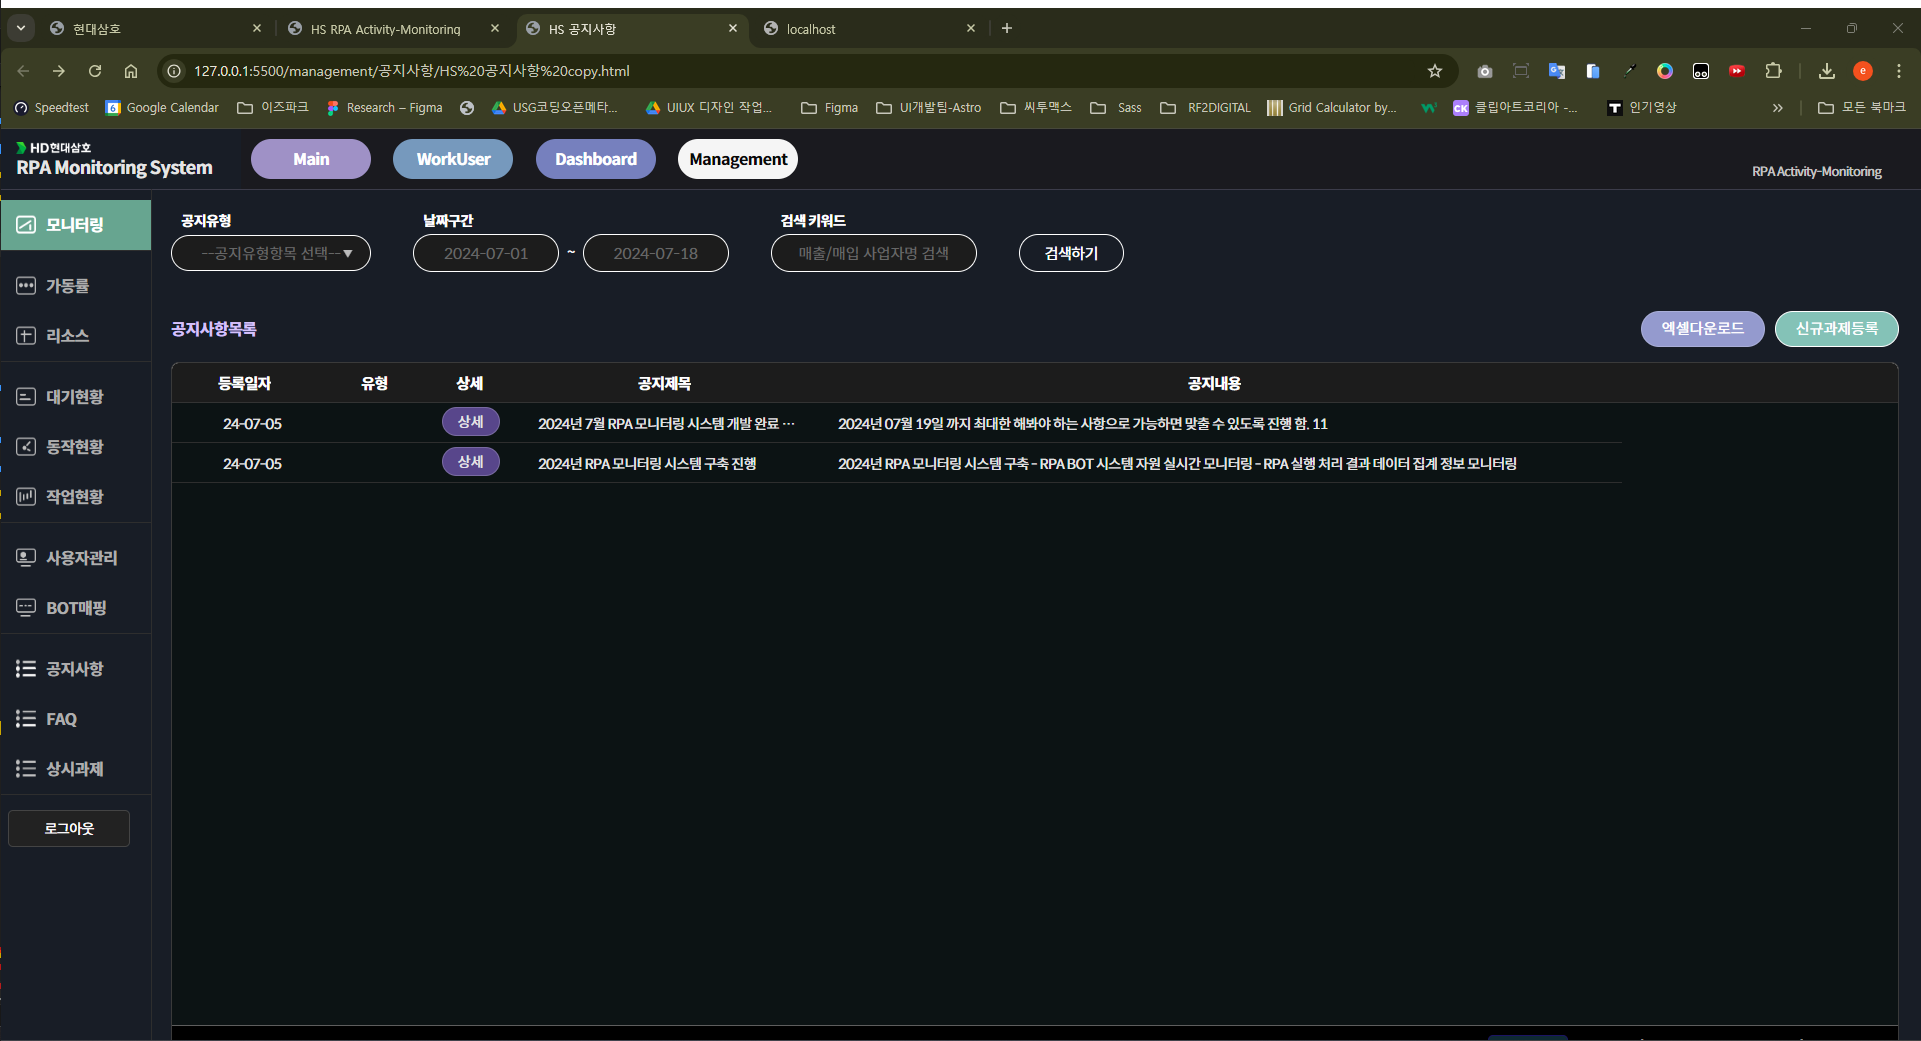 현대삼호
HS RPA Activity-Monitoring
HS 공지사항
localhost
127.0.0.1:5500/management/공지사항/HS%20공지사항%20copy.html
e
Speedtest
6 Google Calendar
이즈파크
Research – Figma
USG코딩오픈메타...
UIUX 디자인 작업...
Figma
UI개발팀-Astro
씨투맥스
Sass
RF2DIGITAL
Grid Calculator by...
CK 클립아트코리아 -...
T 인기영상
모든 북마크
HD현대삼호
RPA Monitoring System
Main
WorkUser
Dashboard
Management
RPA Activity-Monitoring
모니터링
가동률
리소스
대기현황
동작현황
작업현황
사용자관리
BOT매핑
공지사항
FAQ
상시과제
로그아웃
공지유형 날짜구간 검색 키워드
--공지유형항목 선택--▼ 2024-07-01 ~ 2024-07-18 매출/매입 사업자명 검색 검색하기
공지사항목록 엑셀다운로드 신규과제등록
등록일자 유형 상세 공지제목 공지내용
24-07-05 상세 2024년 7월 RPA 모니터링 시스템 개발 완료 ··· 2024년 07월 19일 까지 최대한 해봐야 하는 사항으로 가능하면 맞출 수 있도록 진행 함. 11
24-07-05 상세 2024년 RPA 모니터링 시스템 구축 진행 2024년 RPA 모니터링 시스템 구축 - RPA BOT 시스템 자원 실시간 모니터링 - RPA 실행 처리 결과 데이터 집계 정보 모니터링